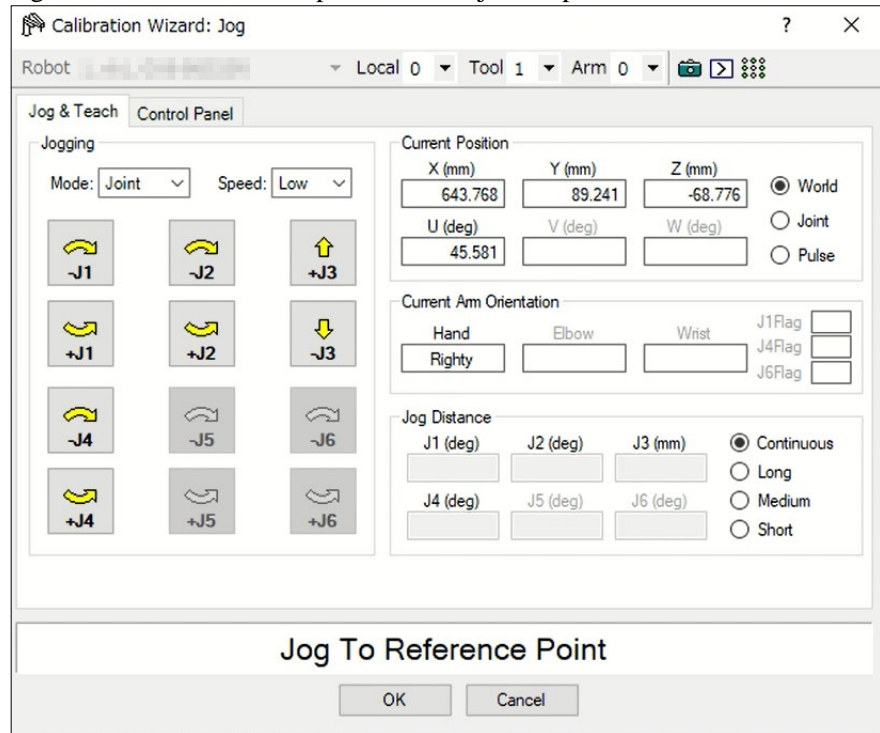 Calibration Wizard: Jog ? ×
Robot Local 0 Tool 1 Arm 0
Jog & Teach Control Panel
Jogging
Mode: Joint Speed: Low
-J1 -J2 +J3
+J1 +J2 -J3
-J4 -J5 -J6
+J4 +J5 +J6
Current Position
X (mm) Y (mm) Z (mm)
643.768 89.241 -68.776
U (deg) V (deg) W (deg)
45.581
World
Joint
Pulse
Current Arm Orientation
Hand Elbow Wrist
Righty
J1Flag
J4Flag
J6Flag
Jog Distance
J1 (deg) J2 (deg) J3 (mm)
J4 (deg) J5 (deg) J6 (deg)
Continuous
Long
Medium
Short
Jog To Reference Point
OK Cancel